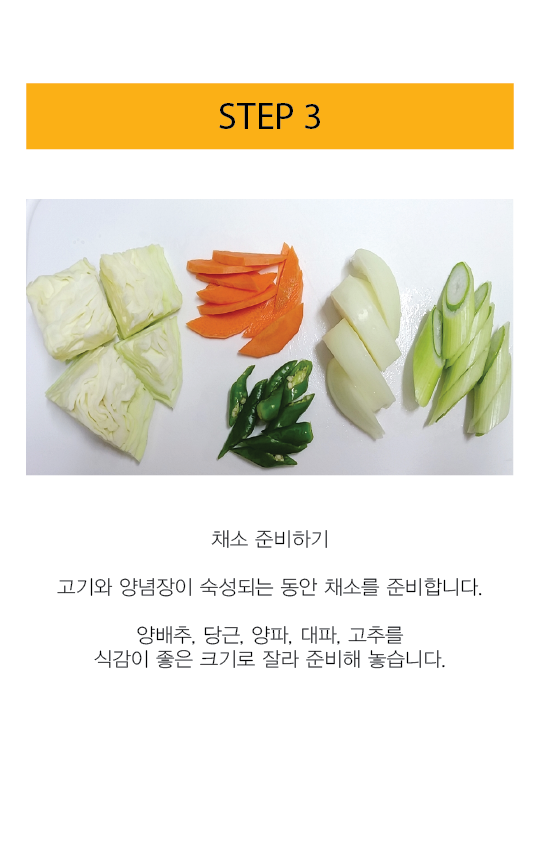 STEP 3
채소 준비하기
고기와 양념장이 숙성되는 동안 채소를 준비합니다.
양배추, 당근, 양파, 대파, 고추를
식감이 좋은 크기로 잘라 준비해 놓습니다.